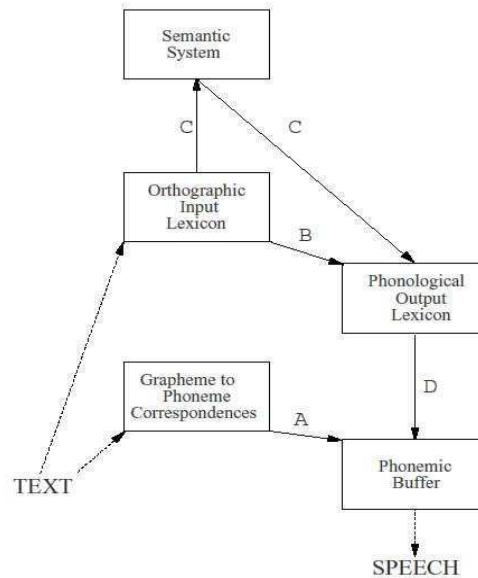 Semantic
System
C
C
Orthographic
Input
Lexicon
B
Phonological
Output
Lexicon
Grapheme to
Phoneme
Correspondences
A
D
TEXT
Phonemic
Buffer
SPEECH